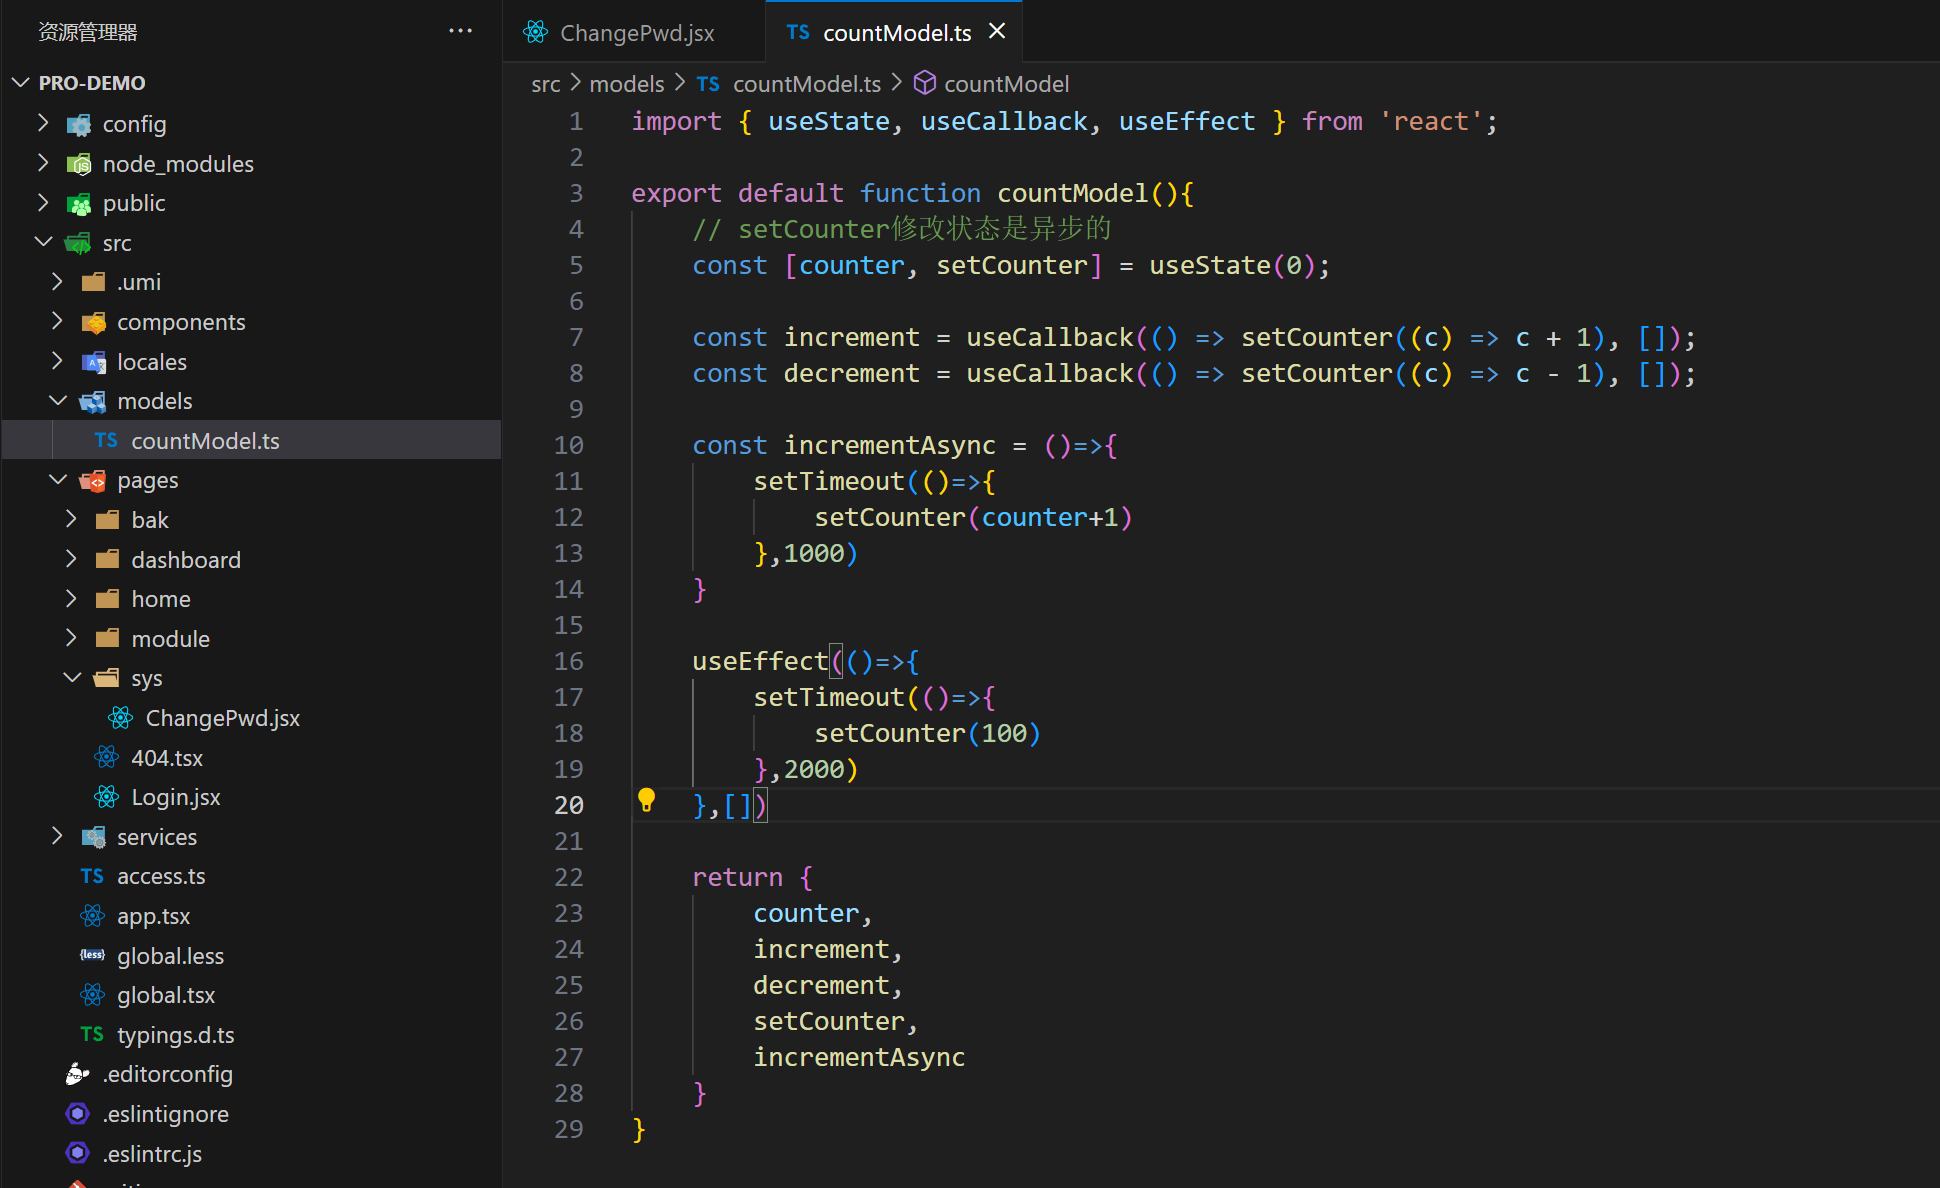 资源管理器
PRO-DEMO
config
node_modules
public
src
.umi
components
locales
models
TS countModel.ts
pages
bak
dashboard
home
module
sys
ChangePwd.jsx
404.tsx
Login.jsx
services
TS access.ts
app.tsx
{less} global.less
global.tsx
TS typings.d.ts
.editorconfig
.eslintignore
.eslintrc.js
ChangePwd.jsx
TS countModel.ts
src > models > TS countModel.ts > countModel
1 import { useState, useCallback, useEffect } from 'react';
2
3 export default function countModel(){
4 // setCounter修改状态是异步的
5 const [counter, setCounter] = useState(0);
6
7 const increment = useCallback(() => setCounter((c) => c + 1), []);
8 const decrement = useCallback(() => setCounter((c) => c - 1), []);
9
10 const incrementAsync = ()=>{
11 setTimeout(()=>{
12 setCounter(counter+1)
13 },1000)
14 }
15
16 useEffect(()=>{
17 setTimeout(()=>{
18 setCounter(100)
19 },2000)
20 },[])
21
22 return {
23 counter,
24 increment,
25 decrement,
26 setCounter,
27 incrementAsync
28 }
29 }